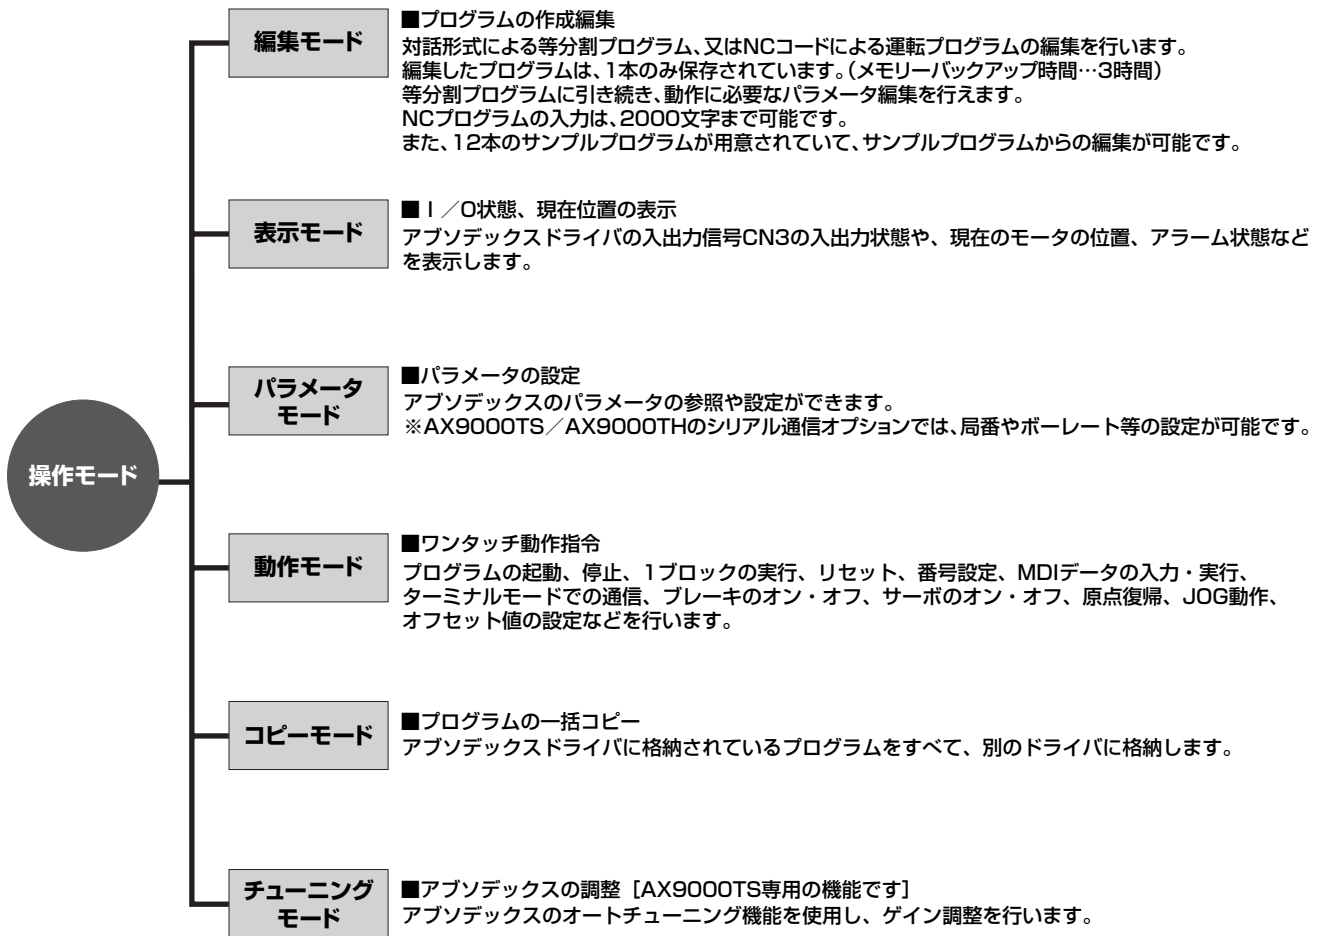 操作モード
編集モード
■プログラムの作成編集
対話形式による等分割プログラム、又はNCコードによる運転プログラムの編集を行います。
編集したプログラムは、1本のみ保存されています。(メモリーバックアップ時間…3時間)
等分割プログラムに引き続き、動作に必要なパラメータ編集を行えます。
NCプログラムの入力は、2000文字まで可能です。
また、12本のサンプルプログラムが用意されていて、サンプルプログラムからの編集が可能です。
表示モード
■I/O状態、現在位置の表示
アブソデックスドライバの入出力信号CN3の入出力状態や、現在のモータの位置、アラーム状態など
を表示します。
パラメータ
モード
■パラメータの設定
アブソデックスのパラメータの参照や設定ができます。
※AX9000TS/AX9000THのシリアル通信オプションでは、局番やボーレート等の設定が可能です。
動作モード
■ワンタッチ動作指令
プログラムの起動、停止、1ブロックの実行、リセット、番号設定、MDIデータの入力・実行、
ターミナルモードでの通信、ブレーキのオン・オフ、サーボのオン・オフ、原点復帰、JOG動作、
オフセット値の設定などを行います。
コピーモード
■プログラムの一括コピー
アブソデックスドライバに格納されているプログラムをすべて、別のドライバに格納します。
チューニング
モード
■アブソデックスの調整[AX9000TS専用の機能です]
アブソデックスのオートチューニング機能を使用し、ゲイン調整を行います。